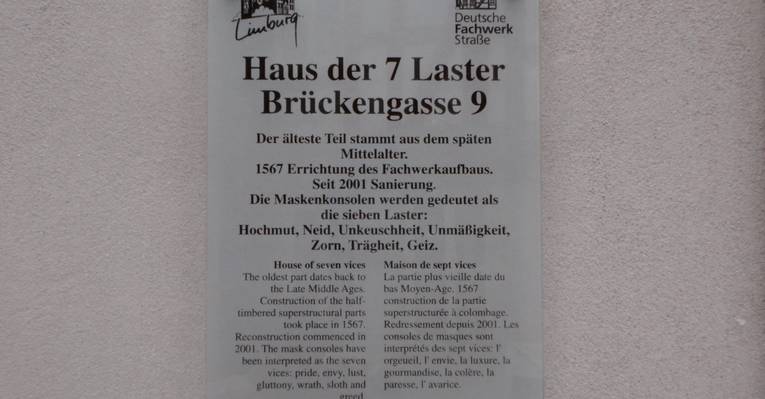 Limburg
Deutsche
Fachwerk
Straße
Haus der 7 Laster
Brückengasse 9
Der älteste Teil stammt aus dem späten
Mittelalter.
1567 Errichtung des Fachwerkaufbaus.
Seit 2001 Sanierung.
Die Maskenkonsolen werden gedeutet als
die sieben Laster:
Hochmut, Neid, Unkeuschheit, Unmäßigkeit,
Zorn, Trägheit, Geiz.
House of seven vices
The oldest part dates back to
the Late Middle Ages.
Construction of the half-
timbered superstructural parts
took place in 1567.
Reconstruction commenced in
2001. The mask consoles have
been interpreted as the seven
vices: pride, envy, lust,
gluttony, wrath, sloth and
greed.
Maison de sept vices
La partie plus vieille date du
bas Moyen-Age. 1567
construction de la partie
superstructurée à colombage.
Redressement depuis 2001. Les
consoles de masques sont
interprétés des sept vices: l'
orgeueil, l' envie, la luxure, la
gourmandise, la colère, la
paresse, l' avarice.